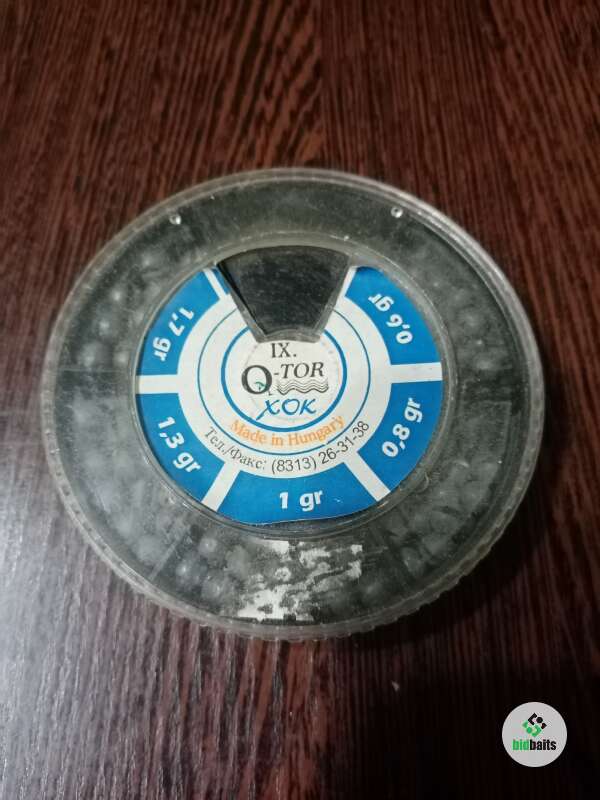 IX.
Q-TOR
ХОК
Made in Hungary
Тел./Факс: (8313) 26-31-38
0,6 gr
0,8 gr
1 gr
1,3 gr
1,7 gr
bidbaits